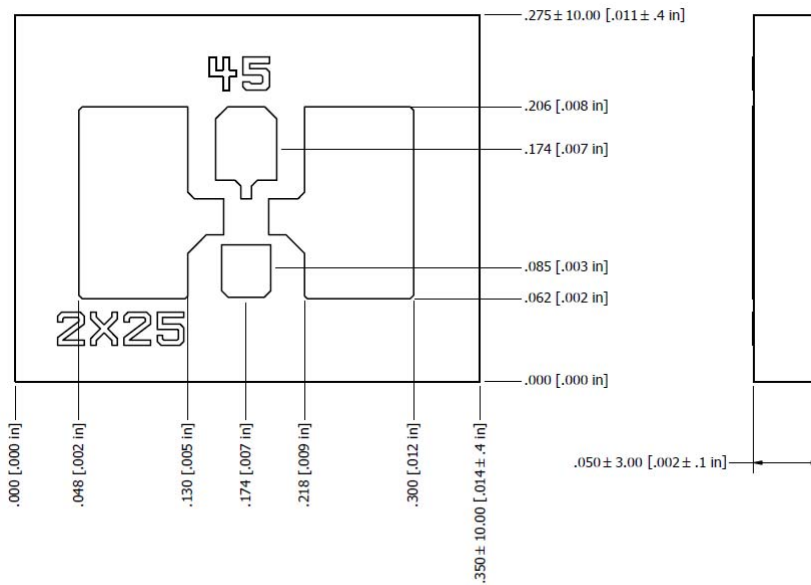 .275± 10.00 [.011± .4 in]
45
.206 [.008 in]
.174 [.007 in]
.085 [.003 in]
.062 [.002 in]
2X25
.000 [.000 in]
.050± 3.00 [.002± .1 in]
.000 [.000 in]
.048 [.002 in]
.130 [.005 in]
.174 [.007 in]
.218 [.009 in]
.300 [.012 in]
.350± 10.00 [.014± .4 in]